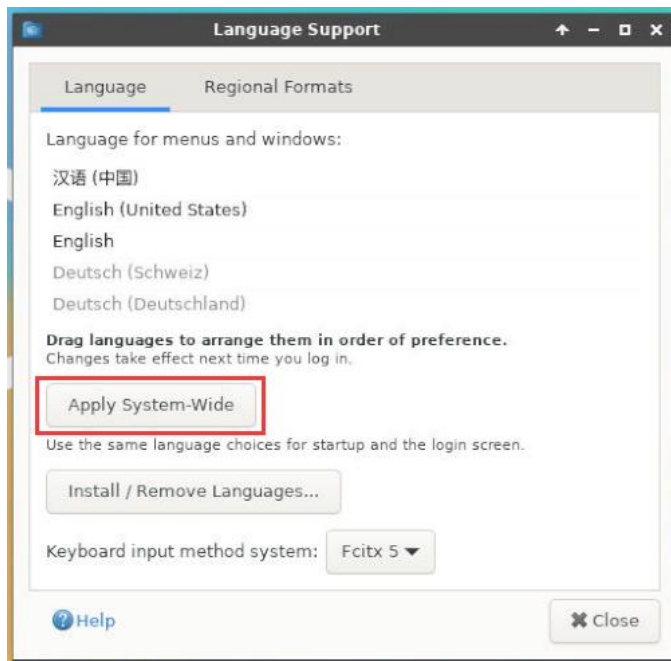 Language Support
Language Regional Formats
Language for menus and windows:
汉语 (中国)
English (United States)
English
Deutsch (Schweiz)
Deutsch (Deutschland)
Drag languages to arrange them in order of preference.
Changes take effect next time you log in.
Apply System-Wide
Use the same language choices for startup and the login screen.
Install / Remove Languages...
Keyboard input method system: Fcitx 5
Help Close